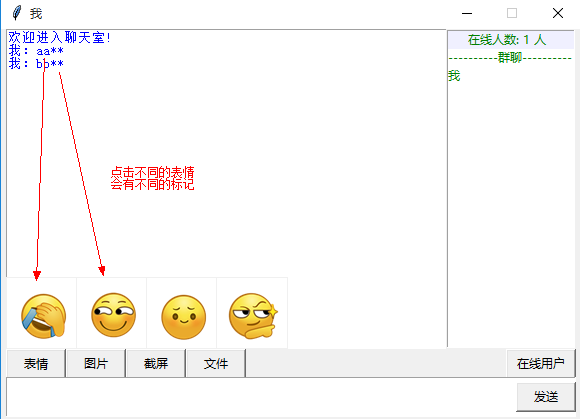 我
欢迎进入聊天室!
我: aa**
我: bb**
在线人数: 1 人
----------群聊----------
我
点击不同的表情
会有不同的标记
表情
图片
截屏
文件
在线用户
发送